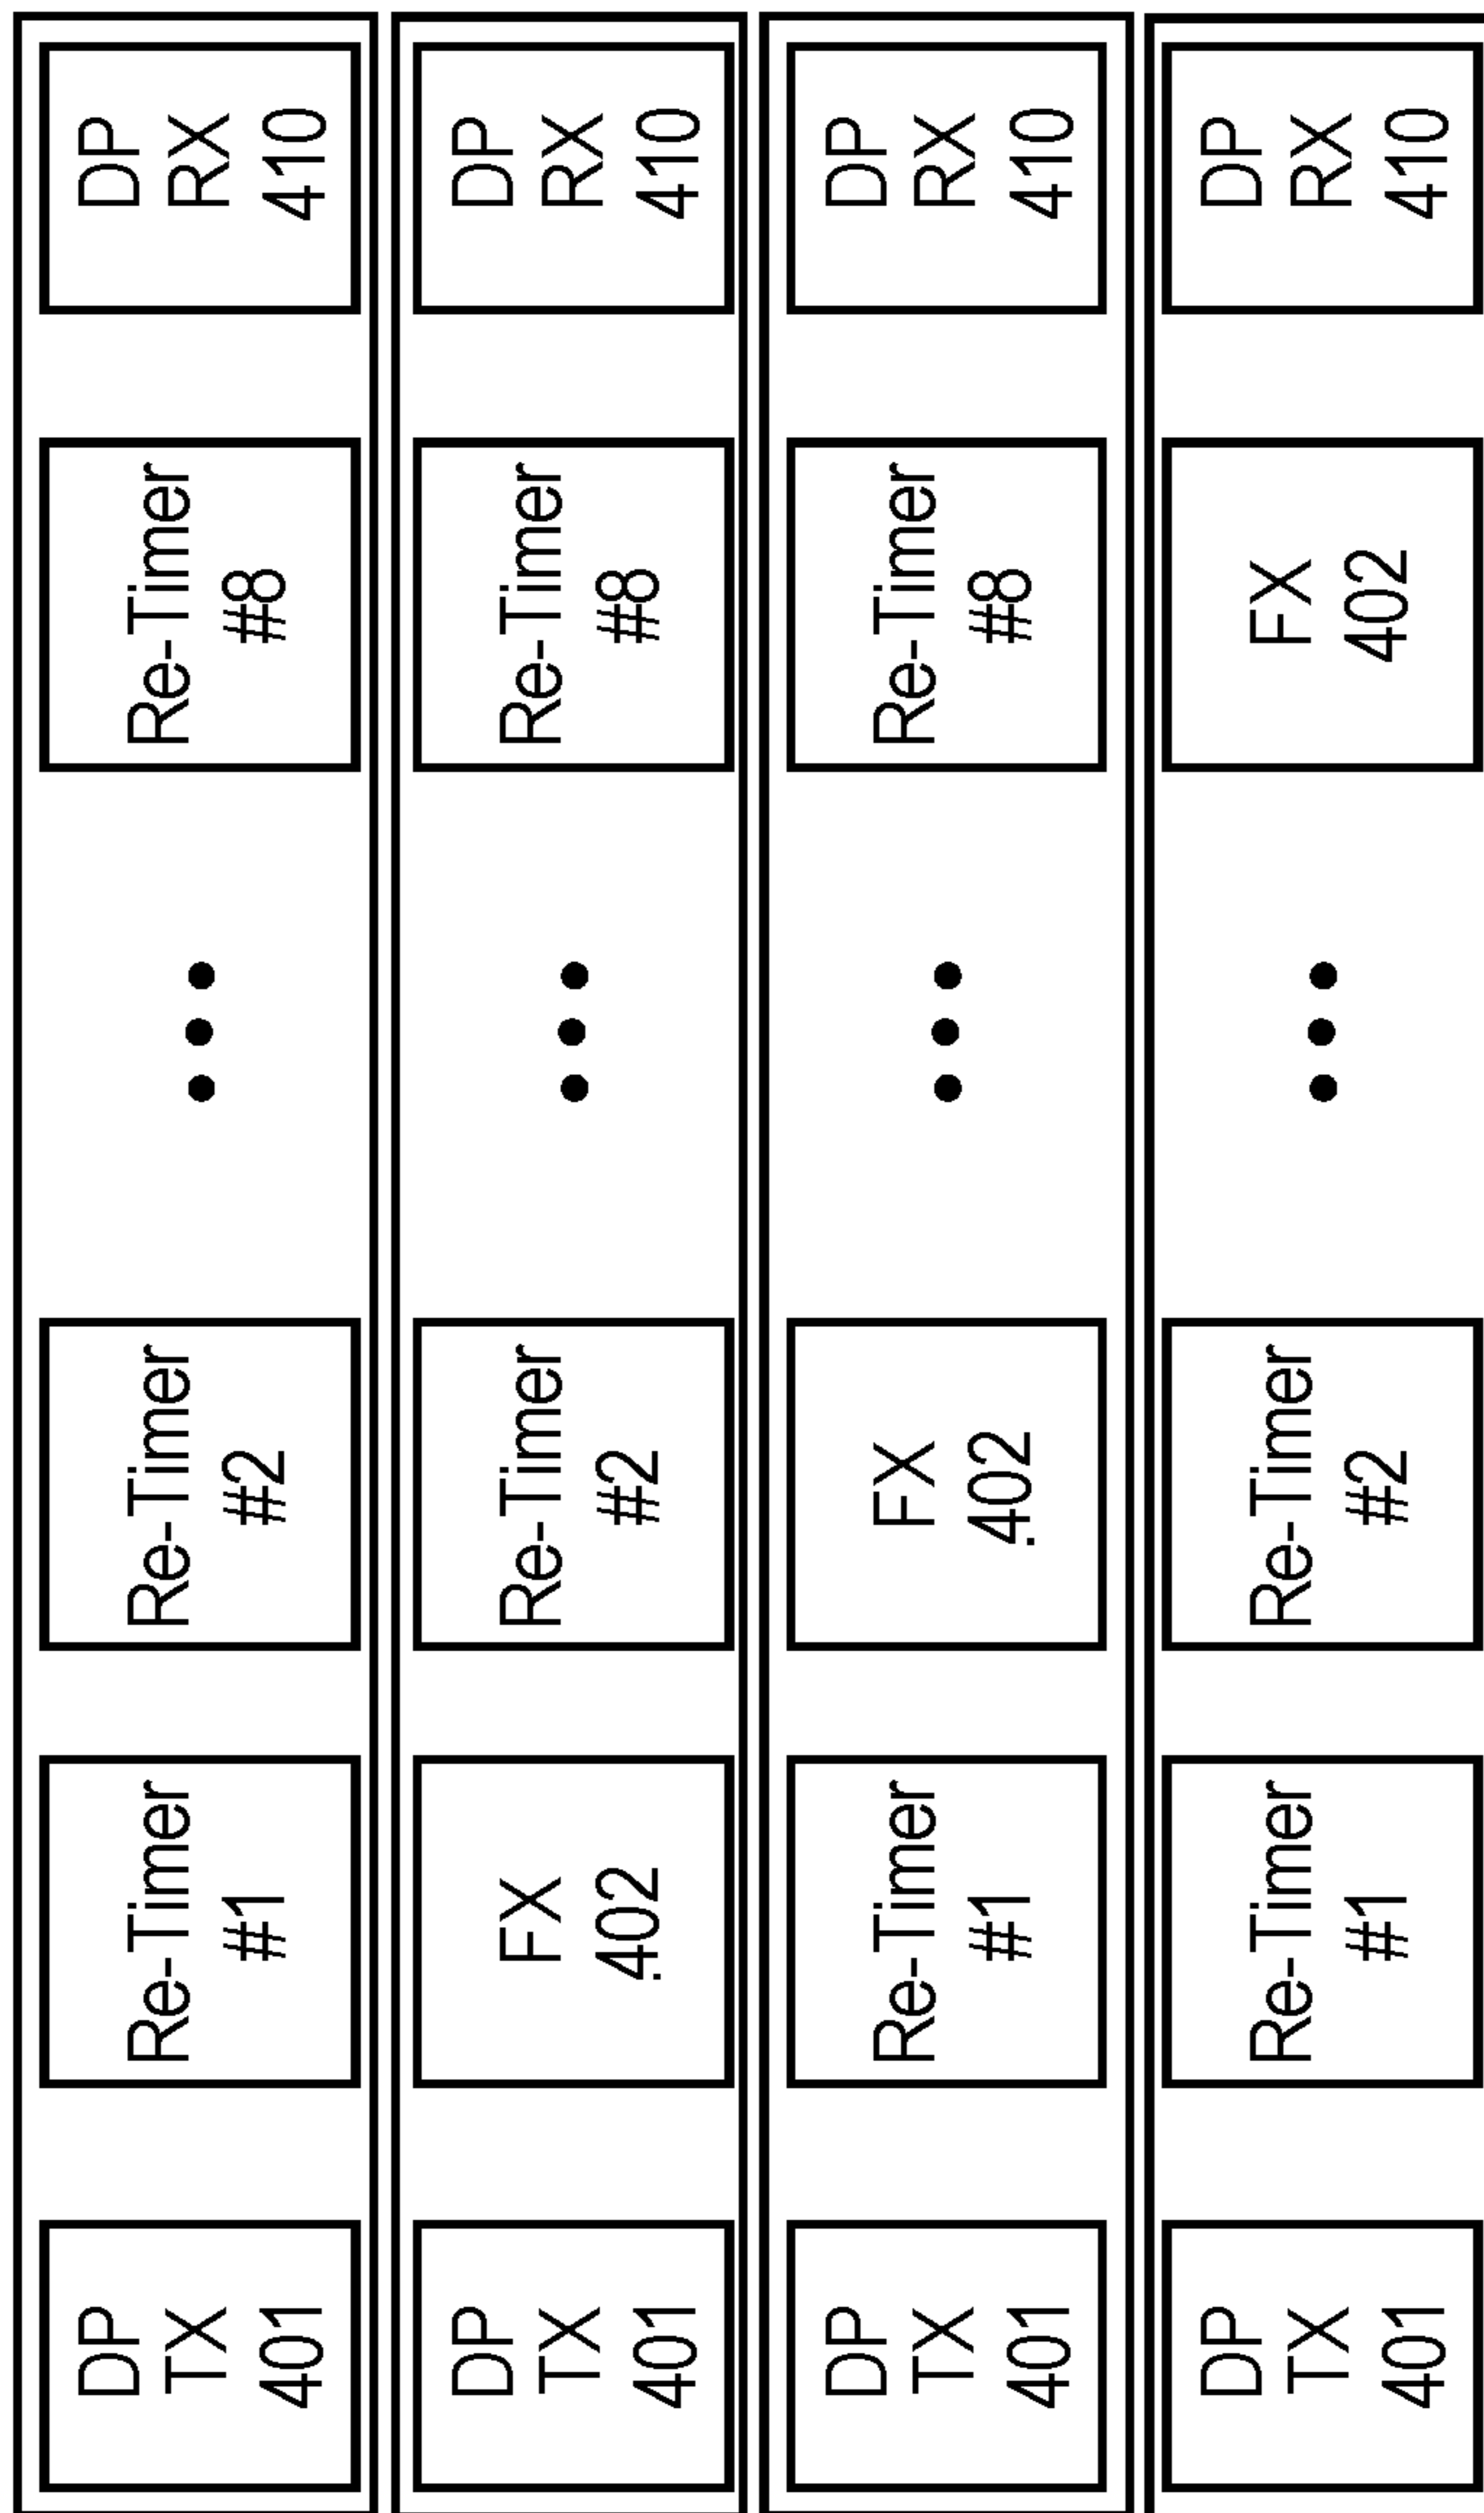 DP
TX
401
Re-Timer
#1
Re-Timer
#2
Re-Timer
#8
DP
RX
410
DP
TX
401
FX
.402
Re-Timer
#2
Re-Timer
#8
DP
RX
410
DP
TX
401
Re-Timer
#1
FX
.402
Re-Timer
#8
DP
RX
410
DP
TX
401
Re-Timer
#1
Re-Timer
#2
FX
402
DP
RX
410